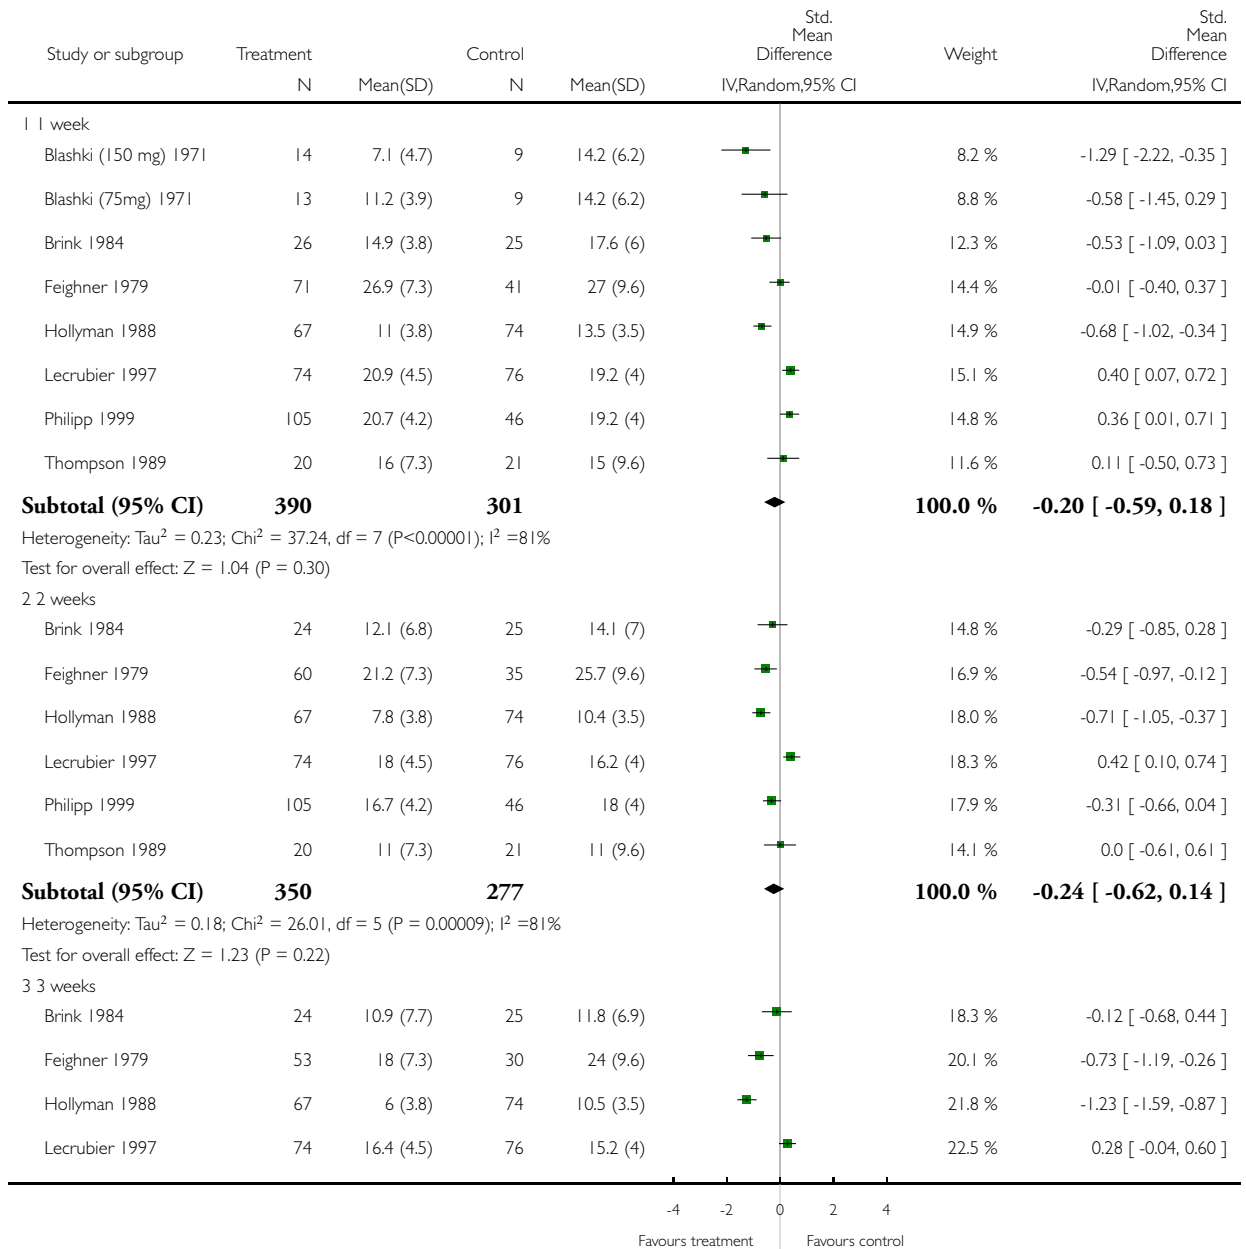 Study or subgroup Treatment Control Std. Mean Difference Weight Std. Mean Difference
N Mean(SD) N Mean(SD) IV,Random,95% CI IV,Random,95% CI
1 1 week
Blashki (150 mg) 1971 14 7.1 (4.7) 9 14.2 (6.2) 8.2 % -1.29 [ -2.22, -0.35 ]
Blashki (75mg) 1971 13 11.2 (3.9) 9 14.2 (6.2) 8.8 % -0.58 [ -1.45, 0.29 ]
Brink 1984 26 14.9 (3.8) 25 17.6 (6) 12.3 % -0.53 [ -1.09, 0.03 ]
Feighner 1979 71 26.9 (7.3) 41 27 (9.6) 14.4 % -0.01 [ -0.40, 0.37 ]
Hollyman 1988 67 11 (3.8) 74 13.5 (3.5) 14.9 % -0.68 [ -1.02, -0.34 ]
Lecrubier 1997 74 20.9 (4.5) 76 19.2 (4) 15.1 % 0.40 [ 0.07, 0.72 ]
Philipp 1999 105 20.7 (4.2) 46 19.2 (4) 14.8 % 0.36 [ 0.01, 0.71 ]
Thompson 1989 20 16 (7.3) 21 15 (9.6) 11.6 % 0.11 [ -0.50, 0.73 ]
Subtotal (95% CI) 390 301 100.0 % -0.20 [ -0.59, 0.18 ]
Heterogeneity: Tau² = 0.23; Chi² = 37.24, df = 7 (P<0.00001); I² =81%
Test for overall effect: Z = 1.04 (P = 0.30)
2 2 weeks
Brink 1984 24 12.1 (6.8) 25 14.1 (7) 14.8 % -0.29 [ -0.85, 0.28 ]
Feighner 1979 60 21.2 (7.3) 35 25.7 (9.6) 16.9 % -0.54 [ -0.97, -0.12 ]
Hollyman 1988 67 7.8 (3.8) 74 10.4 (3.5) 18.0 % -0.71 [ -1.05, -0.37 ]
Lecrubier 1997 74 18 (4.5) 76 16.2 (4) 18.3 % 0.42 [ 0.10, 0.74 ]
Philipp 1999 105 16.7 (4.2) 46 18 (4) 17.9 % -0.31 [ -0.66, 0.04 ]
Thompson 1989 20 11 (7.3) 21 11 (9.6) 14.1 % 0.0 [ -0.61, 0.61 ]
Subtotal (95% CI) 350 277 100.0 % -0.24 [ -0.62, 0.14 ]
Heterogeneity: Tau² = 0.18; Chi² = 26.01, df = 5 (P = 0.00009); I² =81%
Test for overall effect: Z = 1.23 (P = 0.22)
3 3 weeks
Brink 1984 24 10.9 (7.7) 25 11.8 (6.9) 18.3 % -0.12 [ -0.68, 0.44 ]
Feighner 1979 53 18 (7.3) 30 24 (9.6) 20.1 % -0.73 [ -1.19, -0.26 ]
Hollyman 1988 67 6 (3.8) 74 10.5 (3.5) 21.8 % -1.23 [ -1.59, -0.87 ]
Lecrubier 1997 74 16.4 (4.5) 76 15.2 (4) 22.5 % 0.28 [ -0.04, 0.60 ]
-4 -2 0 2 4
Favours treatment Favours control